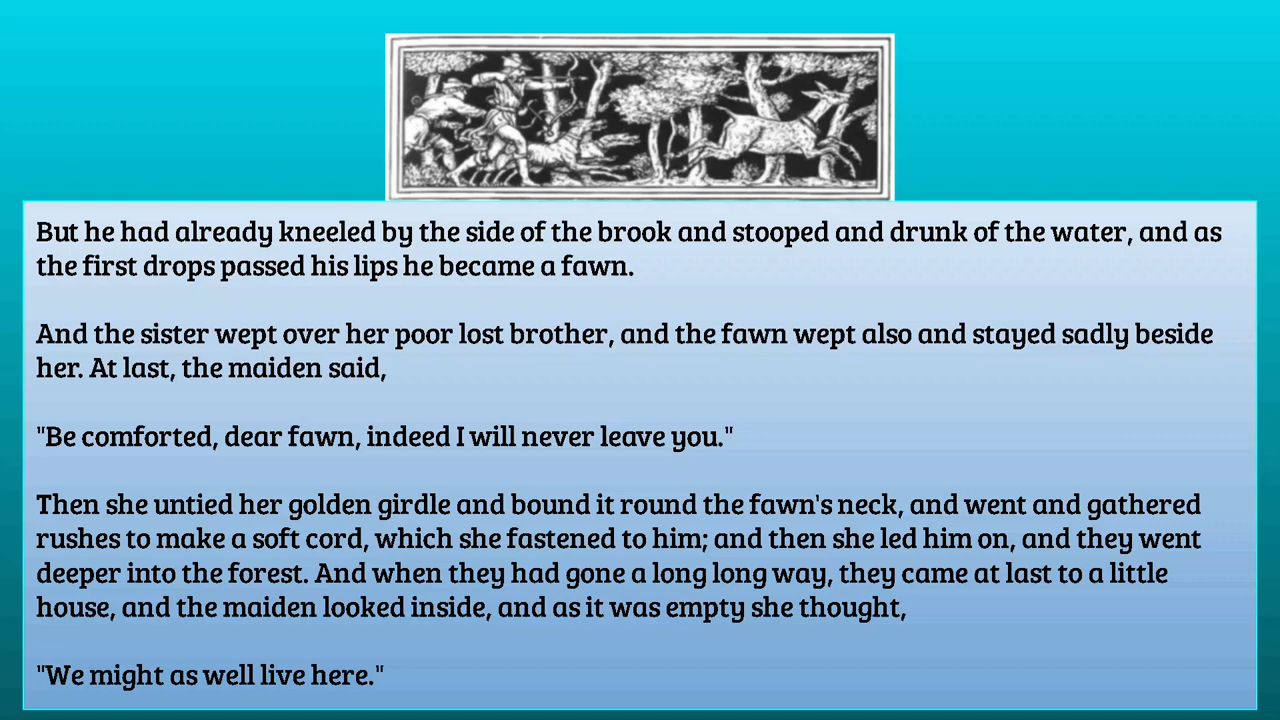 But he had already kneeled by the side of the brook and stooped and drunk of the water, and as
the first drops passed his lips he became a fawn.
And the sister wept over her poor lost brother, and the fawn wept also and stayed sadly beside
her. At last, the maiden said,
"Be comforted, dear fawn, indeed I will never leave you."
Then she untied her golden girdle and bound it round the fawn's neck, and went and gathered
rushes to make a soft cord, which she fastened to him; and then she led him on, and they went
deeper into the forest. And when they had gone a long long way, they came at last to a little
house, and the maiden looked inside, and as it was empty she thought,
"We might as well live here."